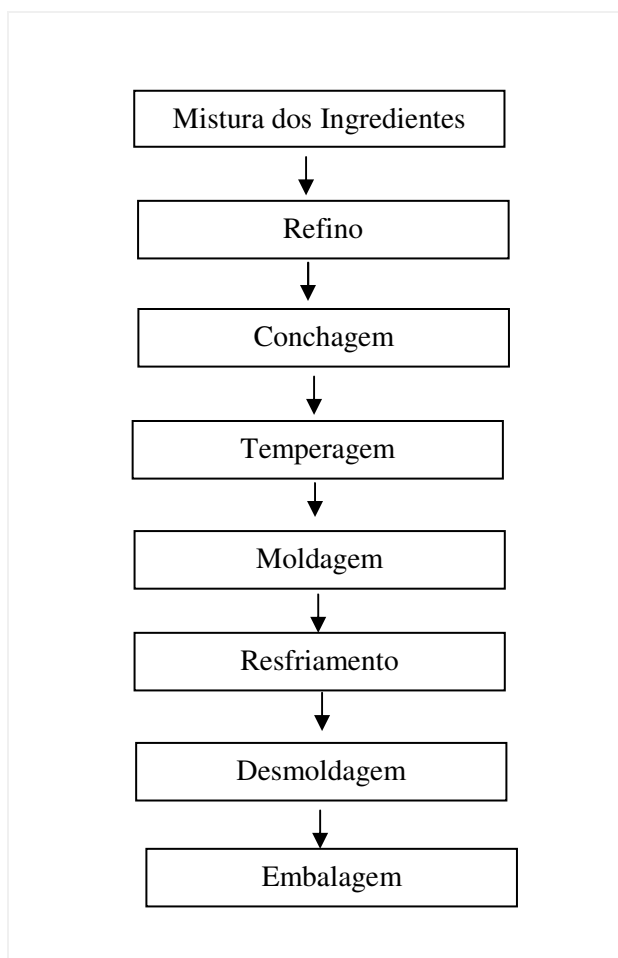 Mistura dos Ingredientes
Refino
Conchagem
Temperagem
Moldagem
Resfriamento
Desmoldagem
Embalagem